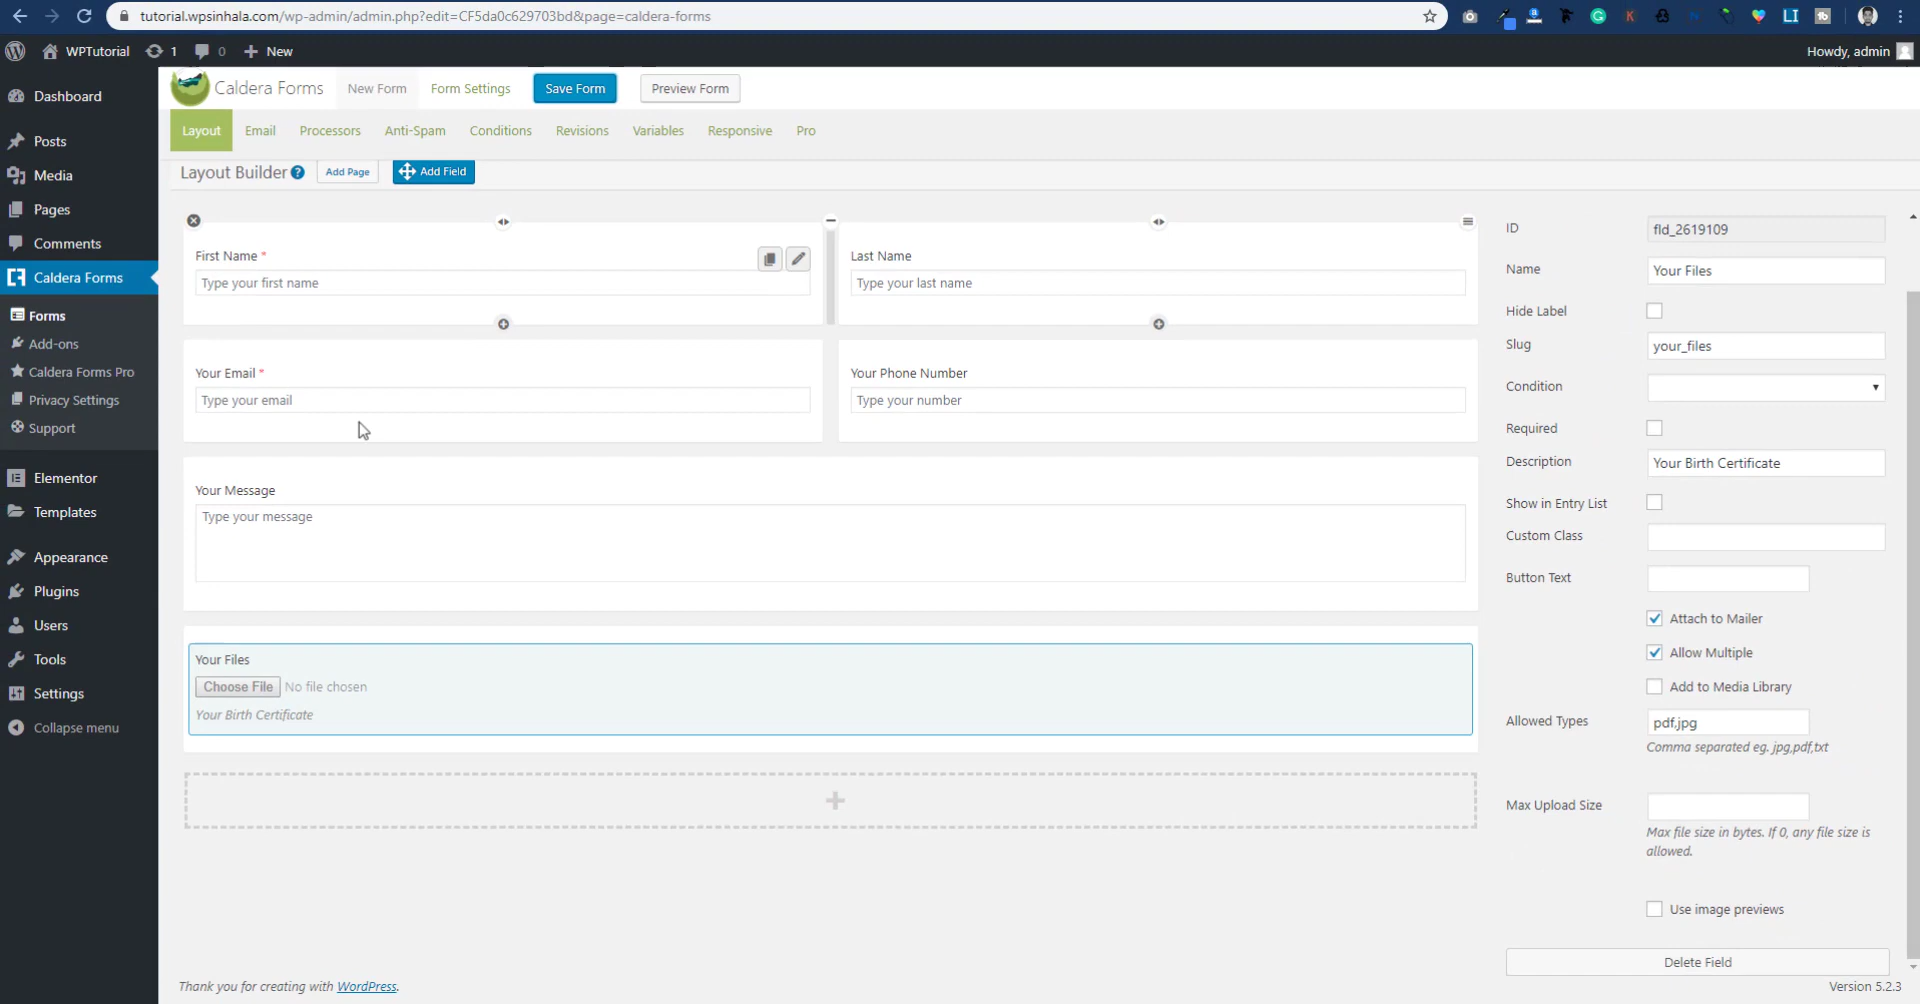 tutorial.wpsinhala.com/wp-admin/admin.php?edit=CF5da0c629703bd&page=caldera-forms
WPTutorial 1 0 New Howdy, admin
Dashboard
Posts
Media
Pages
Comments
Caldera Forms
Forms
Add-ons
Caldera Forms Pro
Privacy Settings
Support
Elementor
Templates
Appearance
Plugins
Users
Tools
Settings
Collapse menu
Caldera Forms New Form Form Settings Save Form Preview Form
Layout Email Processors Anti-Spam Conditions Revisions Variables Responsive Pro
Layout Builder ? Add Page Add Field
First Name * Last Name
Type your first name Type your last name
Your Email * Your Phone Number
Type your email Type your number
Your Message
Type your message
Your Files
Choose File No file chosen
Your Birth Certificate
ID fld_2619109
Name Your Files
Hide Label
Slug your_files
Condition
Required
Description Your Birth Certificate
Show in Entry List
Custom Class
Button Text
Attach to Mailer
Allow Multiple
Add to Media Library
Allowed Types pdf,jpg
Comma separated eg. jpg,pdf,txt
Max Upload Size
Max file size in bytes. If 0, any file size is
allowed.
Use image previews
Delete Field
Thank you for creating with WordPress.
Version 5.2.3